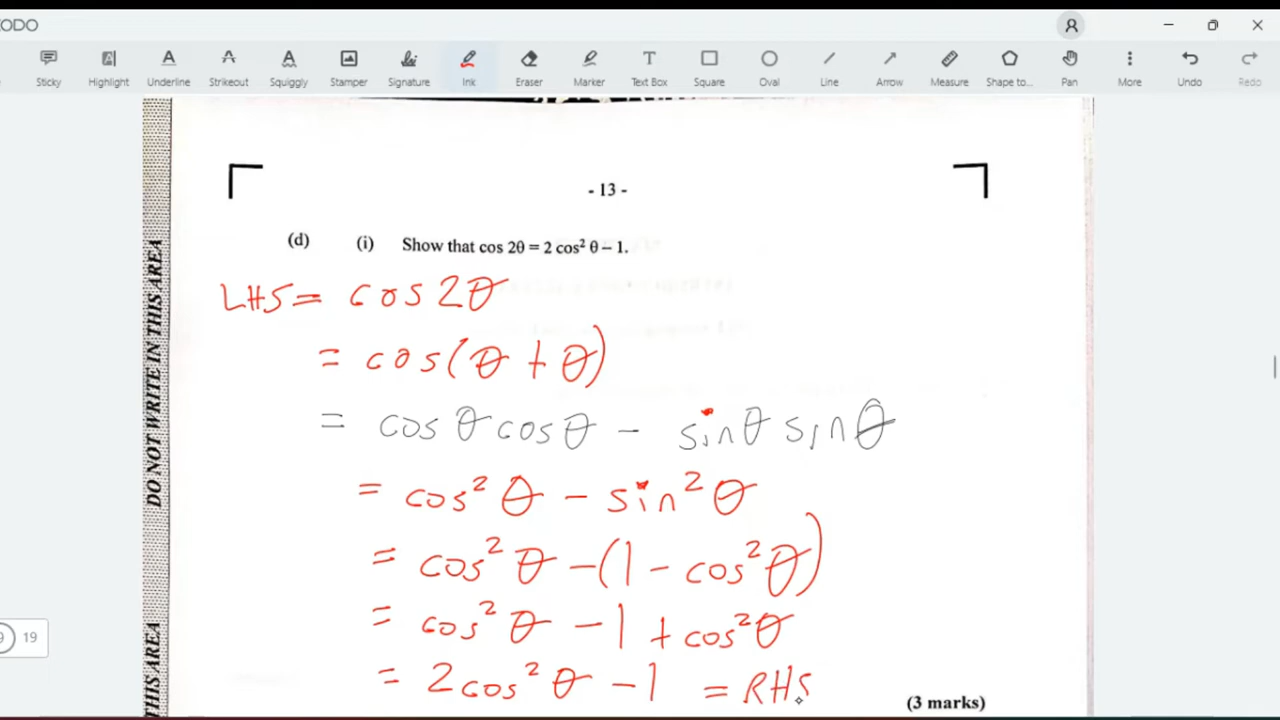 ODO
Sticky Highlight Underline Strikeout Squiggly Stamper Signature Ink Eraser Marker Text Box Square Oval Line Arrow Measure Shape to... Pan More Undo Redo
- 13 -
(d) (i) Show that cos 2θ = 2 cos² θ – 1.
LHS = cos 2θ
= cos(θ + θ)
= cos θ cos θ - sin θ sin θ
= cos² θ - sin² θ
= cos² θ - (1 - cos² θ)
= cos² θ - 1 + cos² θ
= 2cos² θ - 1 = RHS
(3 marks)
DO NOT WRITE IN THIS AREA
THIS AREA
19